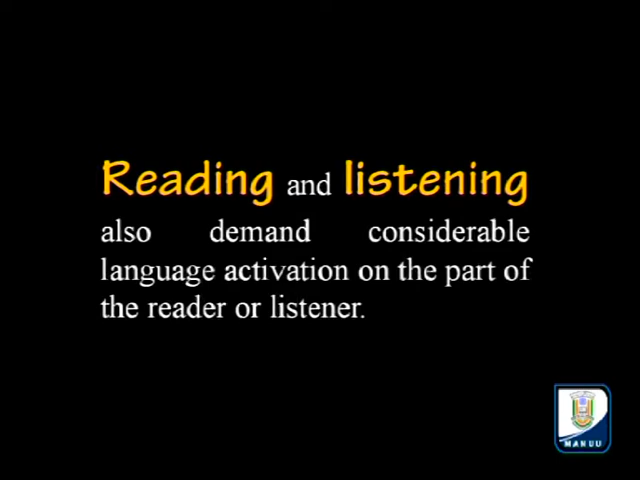 Reading and listening
also demand considerable
language activation on the part of
the reader or listener.
MANUU